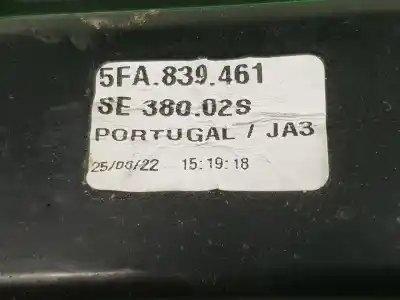 5FA.839.461
SE 380.02S
PORTUGAL / JA3
25/08/22 15:19:18